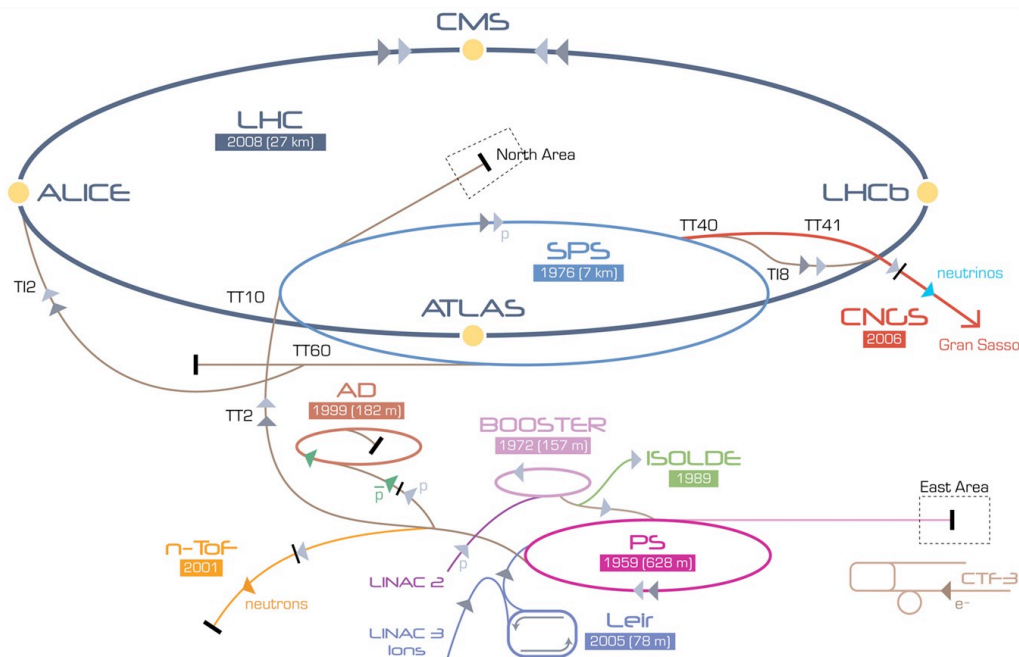 CMS
LHC
2008 (27 km)
North Area
ALICE
LHCb
TT40
TT41
SPS
1976 (7 km)
p
TI8
TI2
TT10
neutrinos
ATLAS
CNGS
2006
Gran Sasso
TT60
AD
1999 (182 m)
TT2
BOOSTER
1972 (157 m)
ISOLDE
1989
p̅
p
East Area
n-ToF
2001
PS
1959 (628 m)
LINAC 2
p
neutrons
CTF-3
e-
LINAC 3
Ions
Leir
2005 (78 m)